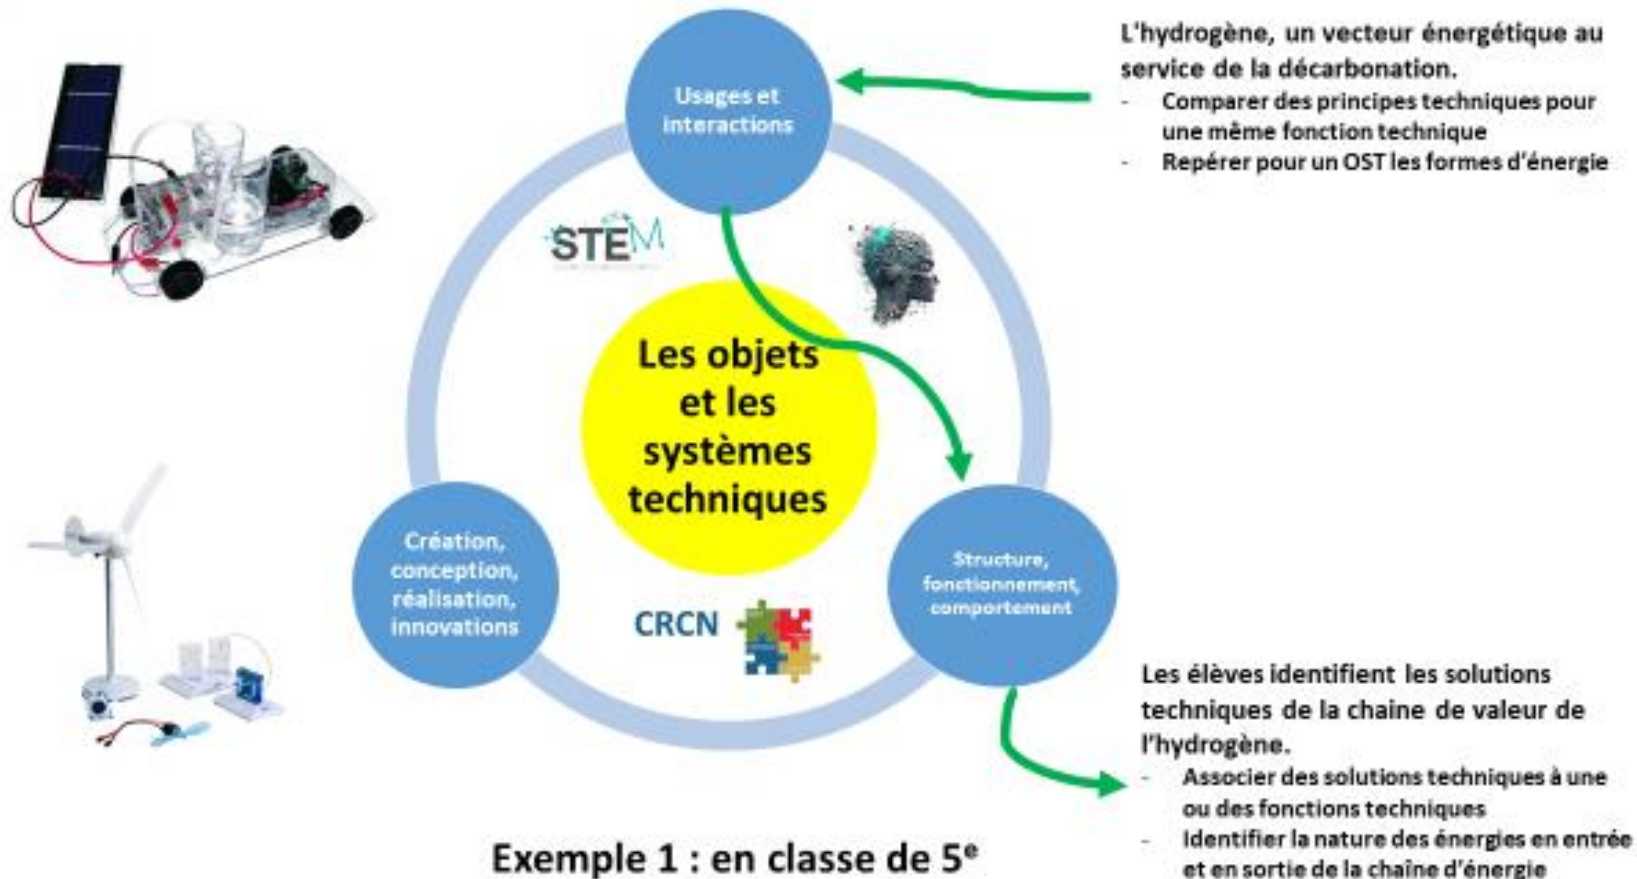 L'hydrogène, un vecteur énergétique au
service de la décarbonation.
- Comparer des principes techniques pour
une même fonction technique
- Repérer pour un OST les formes d'énergie
Usages et
interactions
STEM
Les objets
et les
systèmes
techniques
Création,
conception,
réalisation,
innovations
Structure,
fonctionnement,
comportement
CRCN
Les élèves identifient les solutions
techniques de la chaine de valeur de
l'hydrogène.
- Associer des solutions techniques à une
ou des fonctions techniques
- Identifier la nature des énergies en entrée
et en sortie de la chaîne d'énergie
Exemple 1 : en classe de 5e